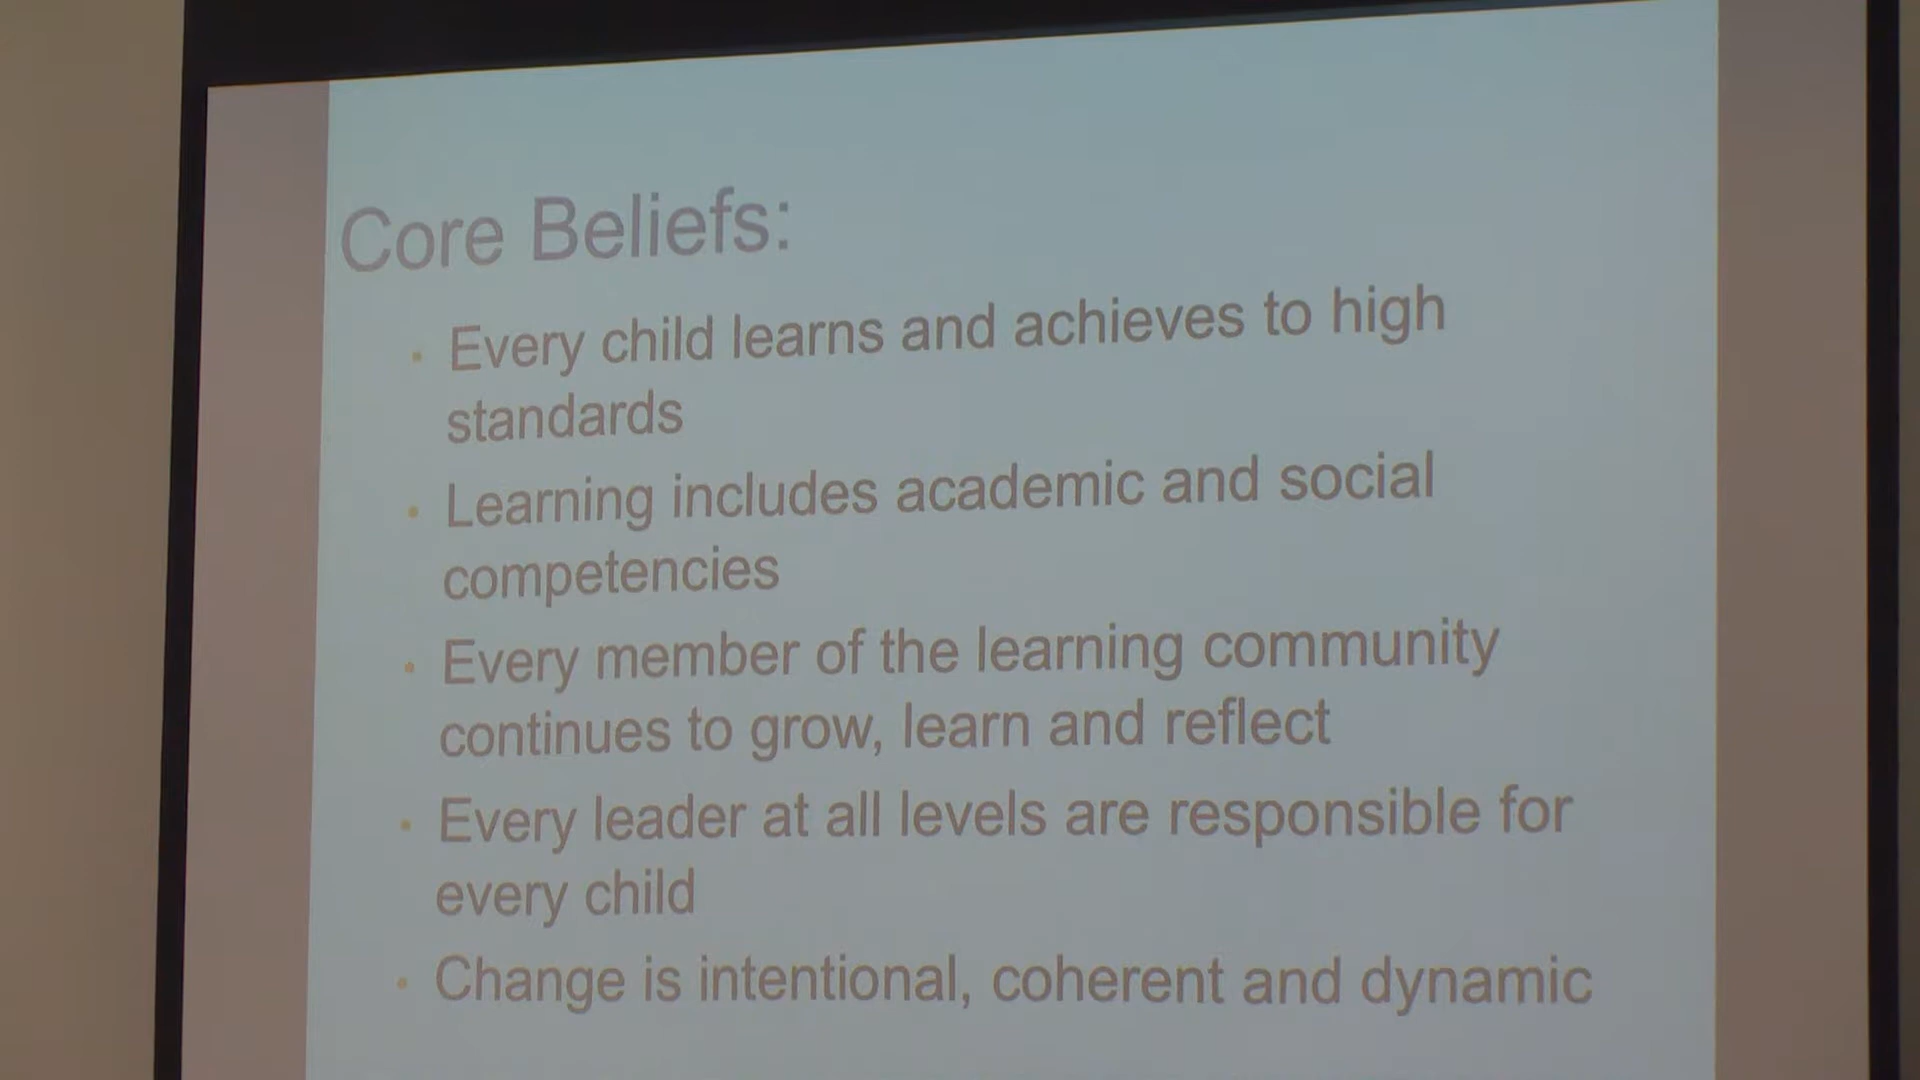 Core Beliefs:
• Every child learns and achieves to high
standards
• Learning includes academic and social
competencies
• Every member of the learning community
continues to grow, learn and reflect
• Every leader at all levels are responsible for
every child
• Change is intentional, coherent and dynamic